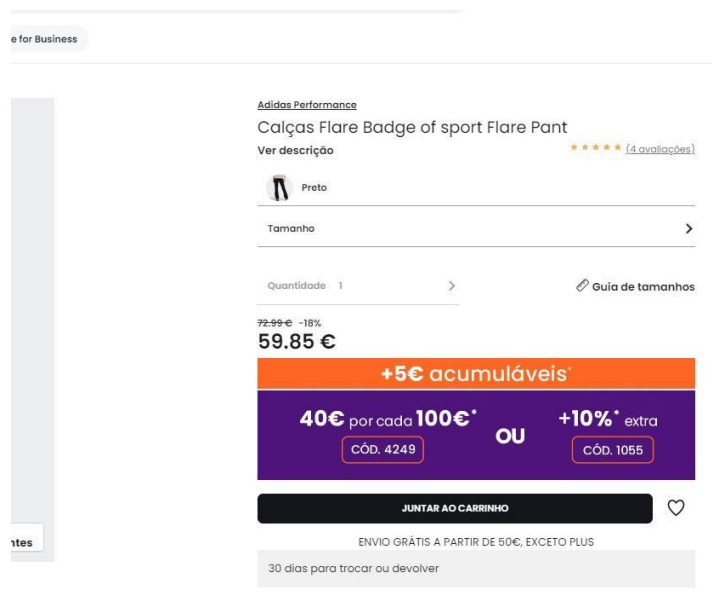 e for Business
Adidas Performance
Calças Flare Badge of sport Flare Pant
Ver descrição
(4 avaliações)
Preto
Tamanho
Quantidade 1
Guia de tamanhos
72.99 € -18%
59.85 €
+5€ acumuláveis*
40€ por cada 100€*
CÓD. 4249
OU
+10%* extra
CÓD. 1055
JUNTAR AO CARRINHO
ntes
ENVIO GRÁTIS A PARTIR DE 50€, EXCETO PLUS
30 dias para trocar ou devolver